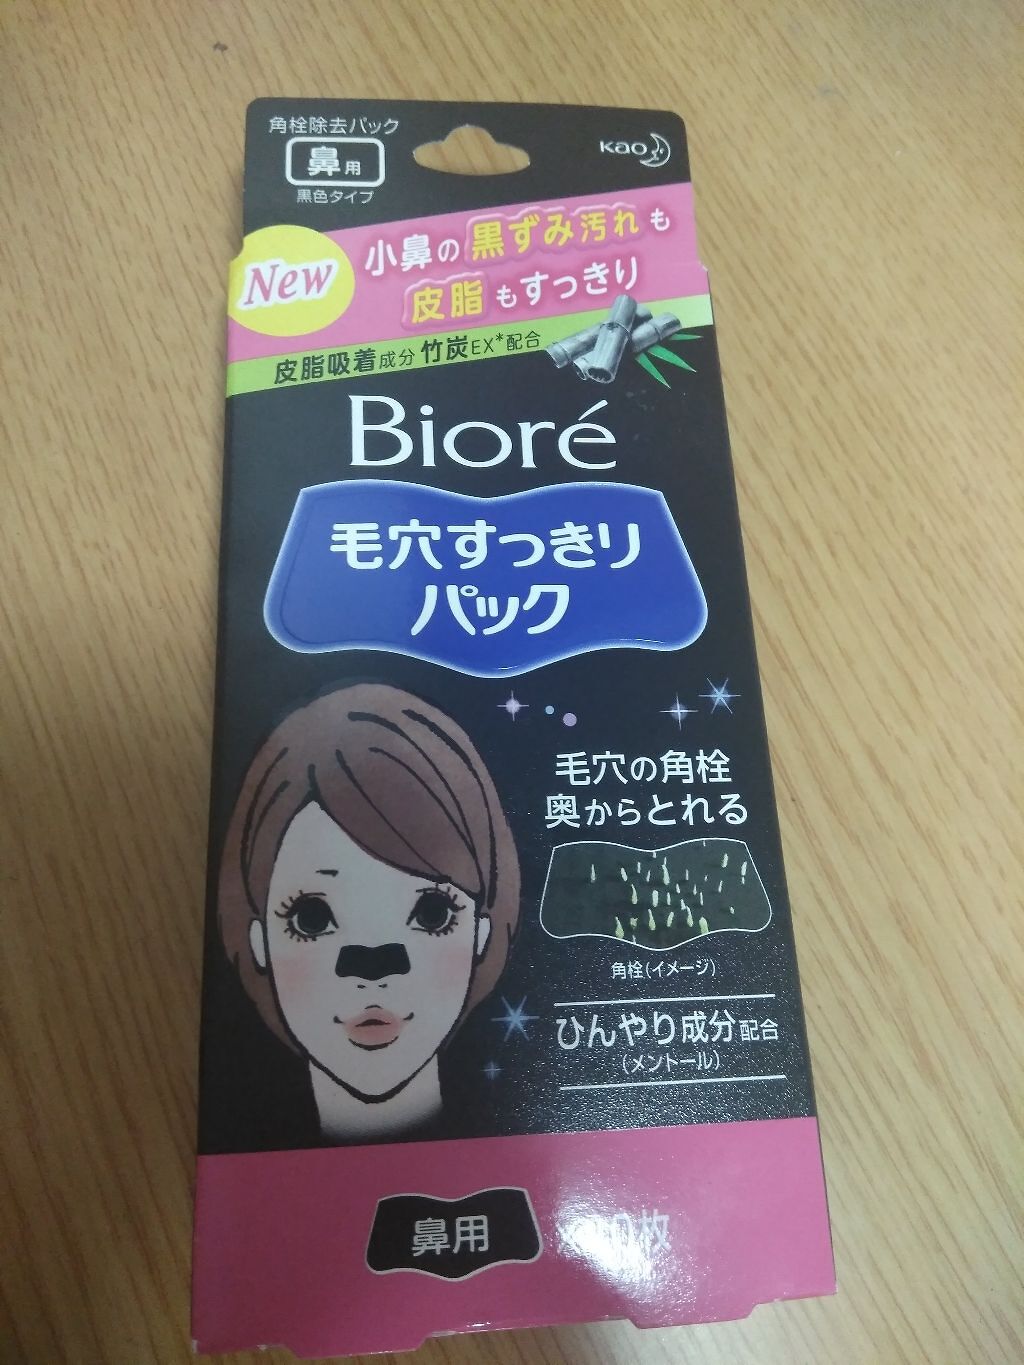 角栓除去パック
鼻用
黒色タイプ
Kao
New
小鼻の黒ずみ汚れも
皮脂もすっきり
皮脂吸着成分竹炭EX*配合
Bioré
毛穴すっきり
パック
毛穴の角栓
奥からとれる
角栓(イメージ)
ひんやり成分配合
(メントール)
鼻用
枚